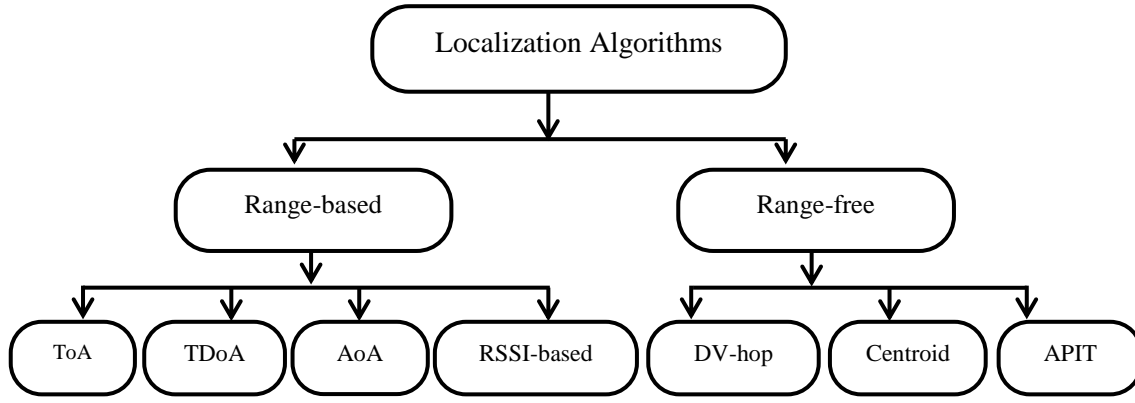 Localization Algorithms
Range-based
Range-free
ToA
TDoA
AoA
RSSI-based
DV-hop
Centroid
APIT